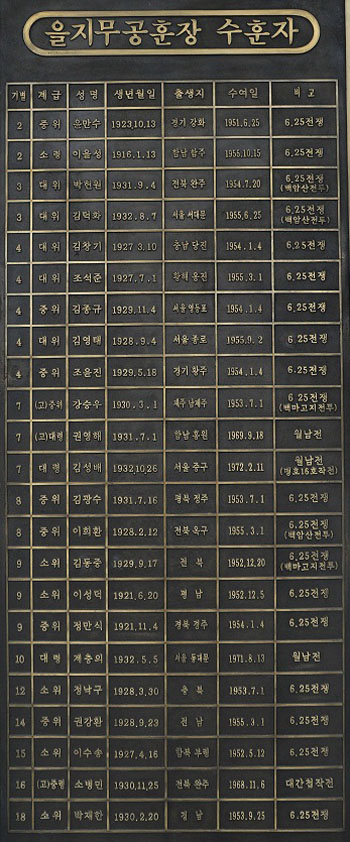 을지무공훈장 수훈자
기별 계급 성명 생년월일 출생지 수여일 비고
2 중위 윤만수 1923.10.13 경기 강화 1951.6.25 6.25전쟁
2 소령 이을성 1916.1.13 함남 1955.10.15 6.25전쟁
3 대위 박헌원 1931.9.4 전북 완주 1954.7.20 6.25전쟁
(백암산전투)
3 대위 김덕화 1932.8.7 서울 서대문 1955.6.25 6.25전쟁
(백암산전투)
4 대위 김창기 1927.3.10 충남 당진 1954.1.4 6.25전쟁
4 대위 조석준 1927.7.1 황해 옹진 1955.3.1 6.25전쟁
4 중위 김종규 1929.11.4 서울 영등포 1954.1.4 6.25전쟁
4 대위 김영태 1928.9.4 서울 종로 1955.9.2 6.25전쟁
4 중위 조윤진 1929.5.18 경기 1954.1.4 6.25전쟁
7 (고)중위 강승우 1930.3.1 제주 남제주 1953.7.1 6.25전쟁
(백마고지전투)
7 (고)대령 권영해 1931.7.1 함남 흥원 1969.9.18 월남전
7 대령 김성배 1932.10.26 서울 중구 1972.2.11 월남전
(맹호16호작전)
8 중위 김광수 1931.7.16 경북 경주 1953.7.1 6.25전쟁
8 중위 이희환 1928.2.12 전북 옥구 1955.3.1 6.25전쟁
(백암산전투)
9 소위 김동중 1929.9.17 전북 1952.12.20 6.25전쟁
(백마고지전투)
9 소위 이성덕 1921.6.20 경남 1952.12.5 6.25전쟁
9 중위 정만식 1921.11.4 경북 경주 1954.1.4 6.25전쟁
10 대령 계충의 1932.5.5 서울 동대문 1971.8.13 월남전
12 소위 정낙구 1928.3.30 충북 1953.7.1 6.25전쟁
14 중위 권강환 1928.9.23 전남 1955.3.1 6.25전쟁
15 소위 이수송 1927.4.16 함북 부령 1952.5.12 6.25전쟁
16 (고)중령 소병민 1930.11.25 전북 완주 1968.11.6 대간첩작전
18 소위 박재한 1930.2.20 경남 1953.9.25 6.25전쟁